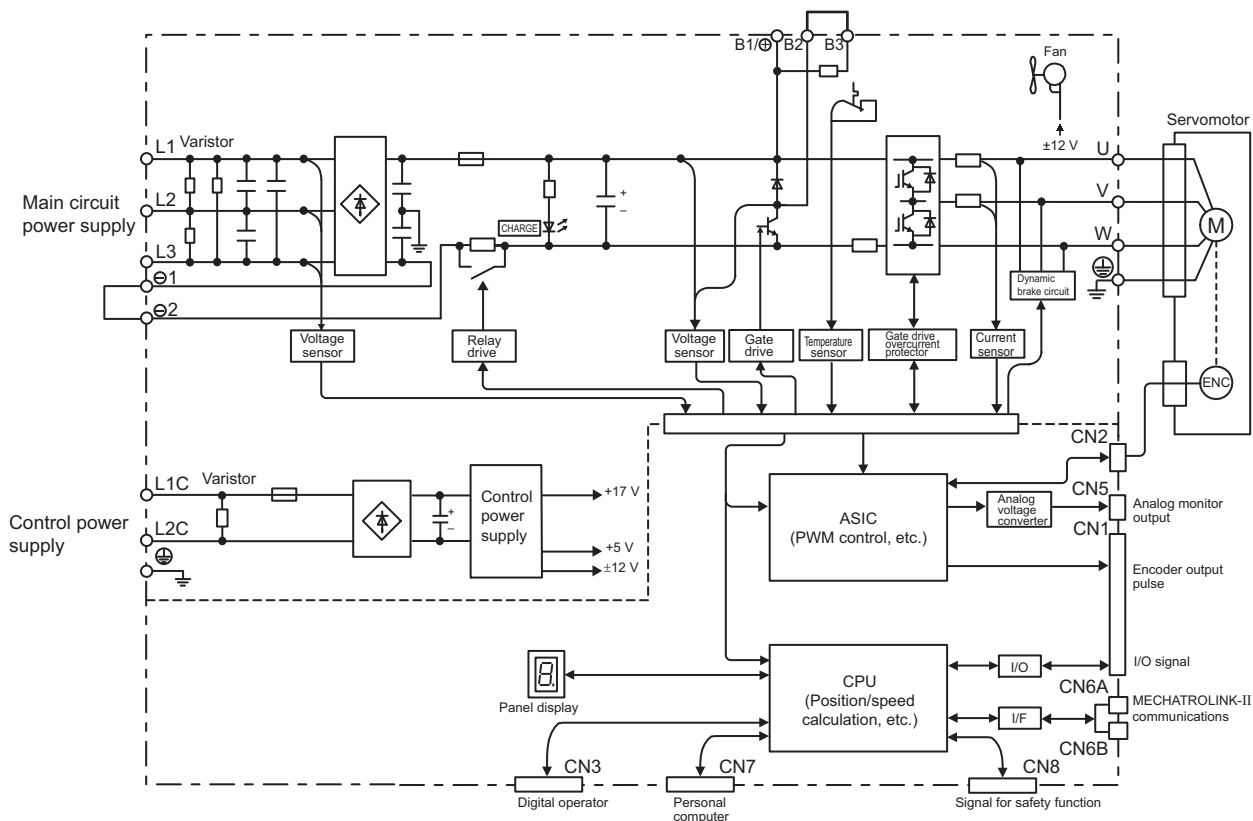 B1/⊕ B2 B3
Fan
±12 V
Servomotor
Varistor
L1
L2
L3
Main circuit
power supply
⊖1
⊖2
CHARGE
+
–
U
V
W
M
ENC
Dynamic
brake circuit
Voltage
sensor
Relay
drive
Voltage
sensor
Gate
drive
Temperature
sensor
Gate drive
overcurrent
protector
Current
sensor
Varistor
L1C
L2C
Control power
supply
+
–
Control
power
supply
+17 V
+5 V
±12 V
ASIC
(PWM control, etc.)
Analog
voltage
converter
CN2
CN5
Analog monitor
output
CN1
Encoder output
pulse
I/O signal
Panel display
8.
CPU
(Position/speed
calculation, etc.)
I/O
I/F
CN6A
MECHATROLINK-II
communications
CN6B
CN3
Digital operator
CN7
Personal
computer
CN8
Signal for safety function